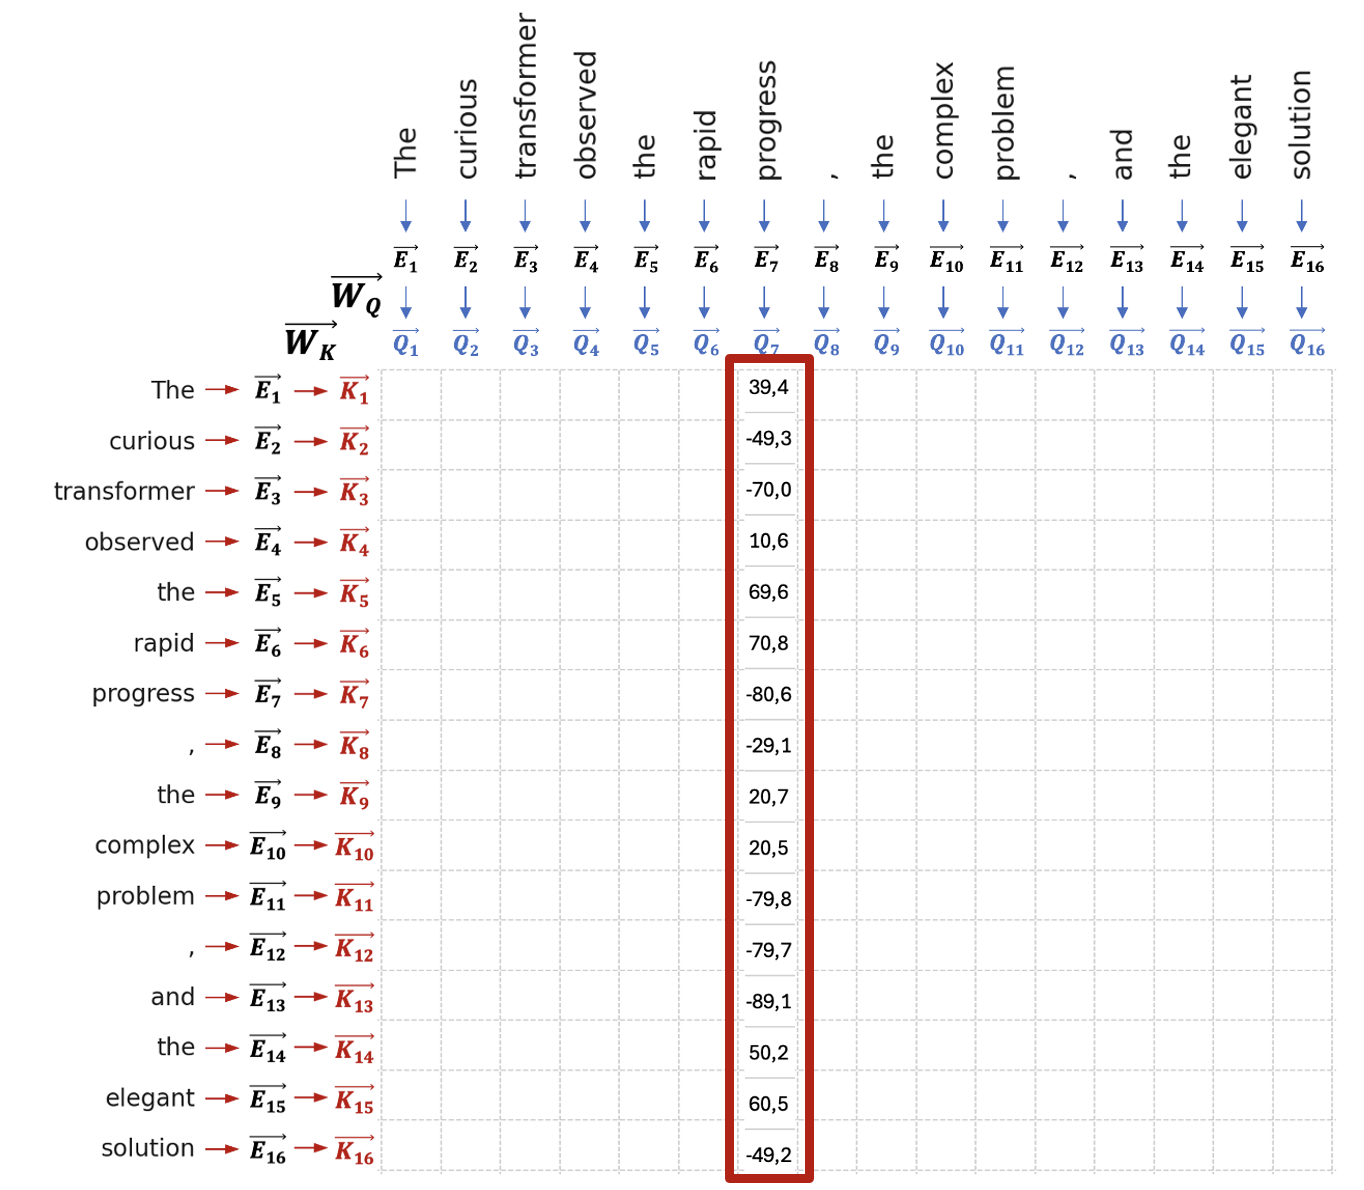 The curious transformer observed the rapid progress , the complex problem , and the elegant solution
E₁ E₂ E₃ E₄ E₅ E₆ E₇ E₈ E₉ E₁₀ E₁₁ E₁₂ E₁₃ E₁₄ E₁₅ E₁₆
W_Q
W_K Q₁ Q₂ Q₃ Q₄ Q₅ Q₆ Q₇ Q₈ Q₉ Q₁₀ Q₁₁ Q₁₂ Q₁₃ Q₁₄ Q₁₅ Q₁₆
The E₁ K₁ 39,4
curious E₂ K₂ -49,3
transformer E₃ K₃ -70,0
observed E₄ K₄ 10,6
the E₅ K₅ 69,6
rapid E₆ K₆ 70,8
progress E₇ K₇ -80,6
, E₈ K₈ -29,1
the E₉ K₉ 20,7
complex E₁₀ K₁₀ 20,5
problem E₁₁ K₁₁ -79,8
, E₁₂ K₁₂ -79,7
and E₁₃ K₁₃ -89,1
the E₁₄ K₁₄ 50,2
elegant E₁₅ K₁₅ 60,5
solution E₁₆ K₁₆ -49,2